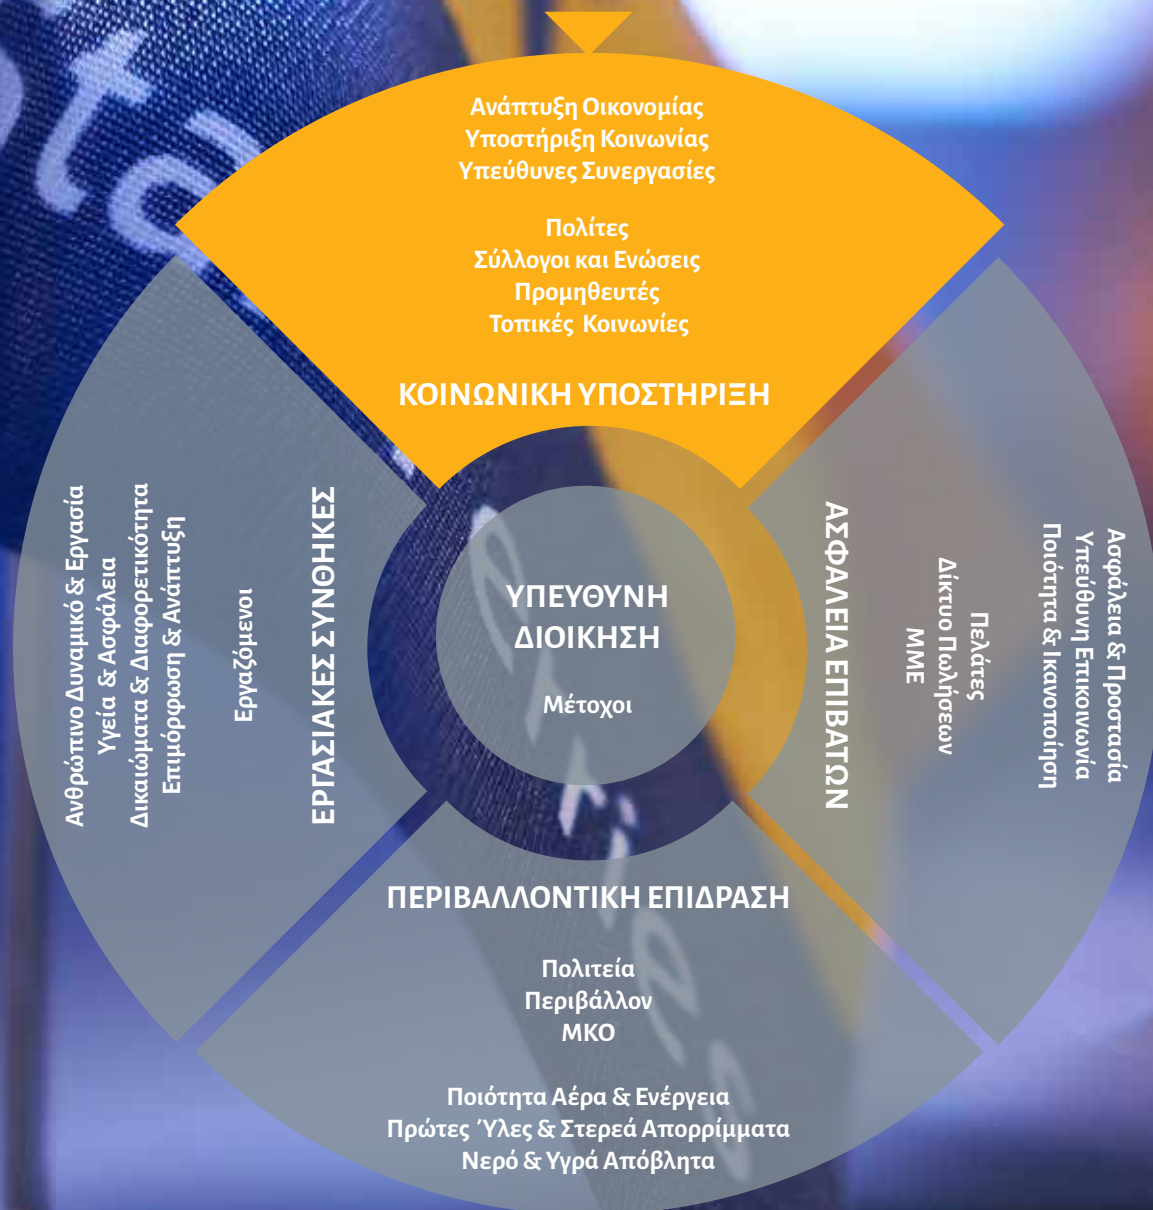 Ανάπτυξη Οικονομίας
Υποστήριξη Κοινωνίας
Υπεύθυνες Συνεργασίες
Πολίτες
Σύλλογοι και Ενώσεις
Προμηθευτές
Τοπικές Κοινωνίες
ΚΟΙΝΩΝΙΚΗ ΥΠΟΣΤΗΡΙΞΗ
Ανθρώπινο Δυναμικό & Εργασία
Υγεία & Ασφάλεια
Δικαιώματα & Διαφορετικότητα
Επιμόρφωση & Ανάπτυξη
Εργαζόμενοι
ΕΡΓΑΣΙΑΚΕΣ ΣΥΝΘΗΚΕΣ
ΥΠΕΥΘΥΝΗ
ΔΙΟΙΚΗΣΗ
Μέτοχοι
Ασφάλεια & Προστασία
Υπεύθυνη Επικοινωνία
Ποιότητα & Ικανοποίηση
Πελάτες
Δίκτυο Πωλήσεων
ΜΜΕ
ΑΣΦΑΛΕΙΑ ΕΠΙΒΑΤΩΝ
ΠΕΡΙΒΑΛΛΟΝΤΙΚΗ ΕΠΙΔΡΑΣΗ
Πολιτεία
Περιβάλλον
ΜΚΟ
Ποιότητα Αέρα & Ενέργεια
Πρώτες Ύλες & Στερεά Απορρίμματα
Νερό & Υγρά Απόβλητα